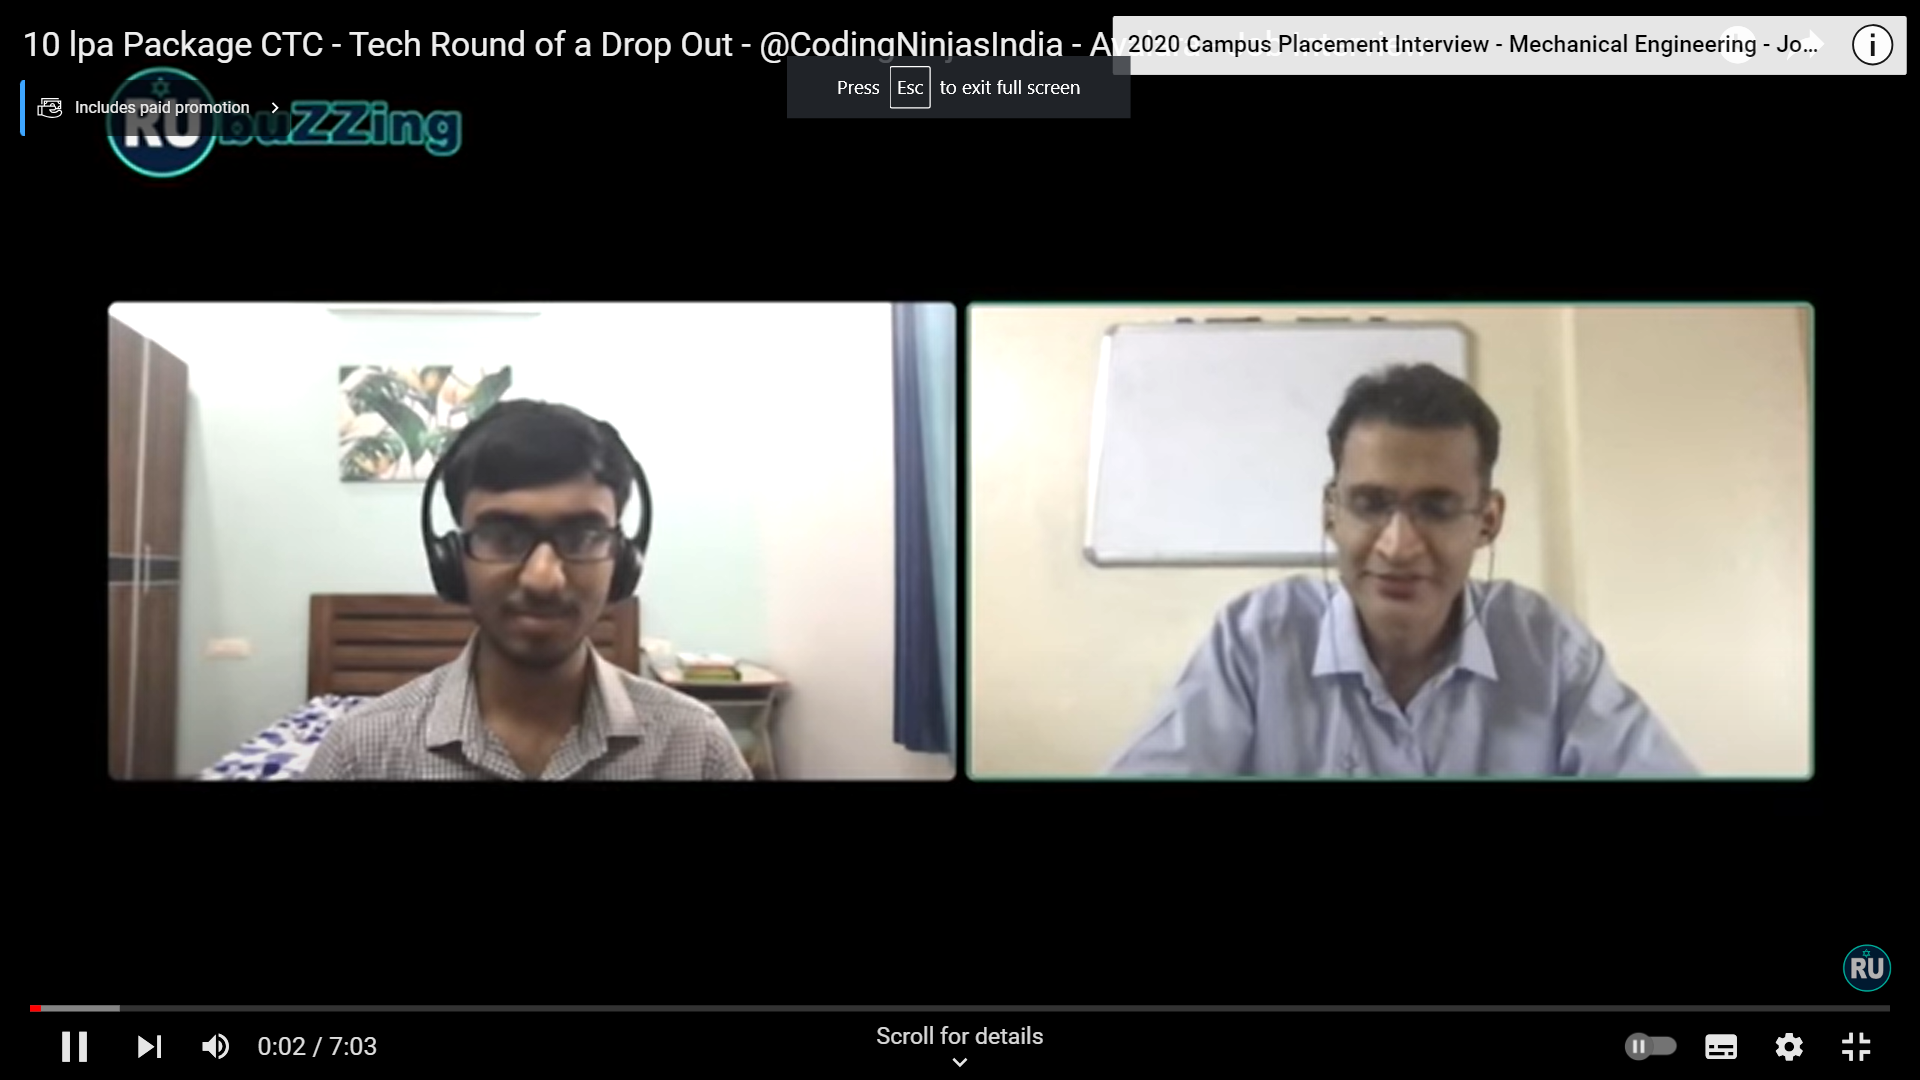 10 lpa Package CTC - Tech Round of a Drop Out - @CodingNinjasIndia - Av
2020 Campus Placement Interview - Mechanical Engineering - Jo...
i
Press Esc to exit full screen
Includes paid promotion
RU buZZing
RU
0:02 / 7:03
Scroll for details